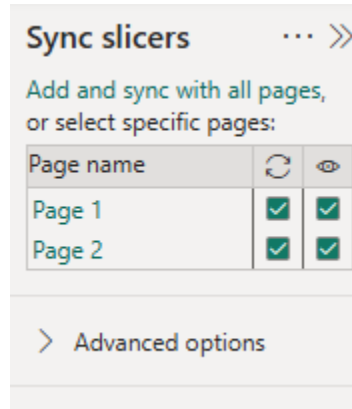 Sync slicers
Add and sync with all pages,
or select specific pages:
Page name
Page 1
Page 2
Advanced options